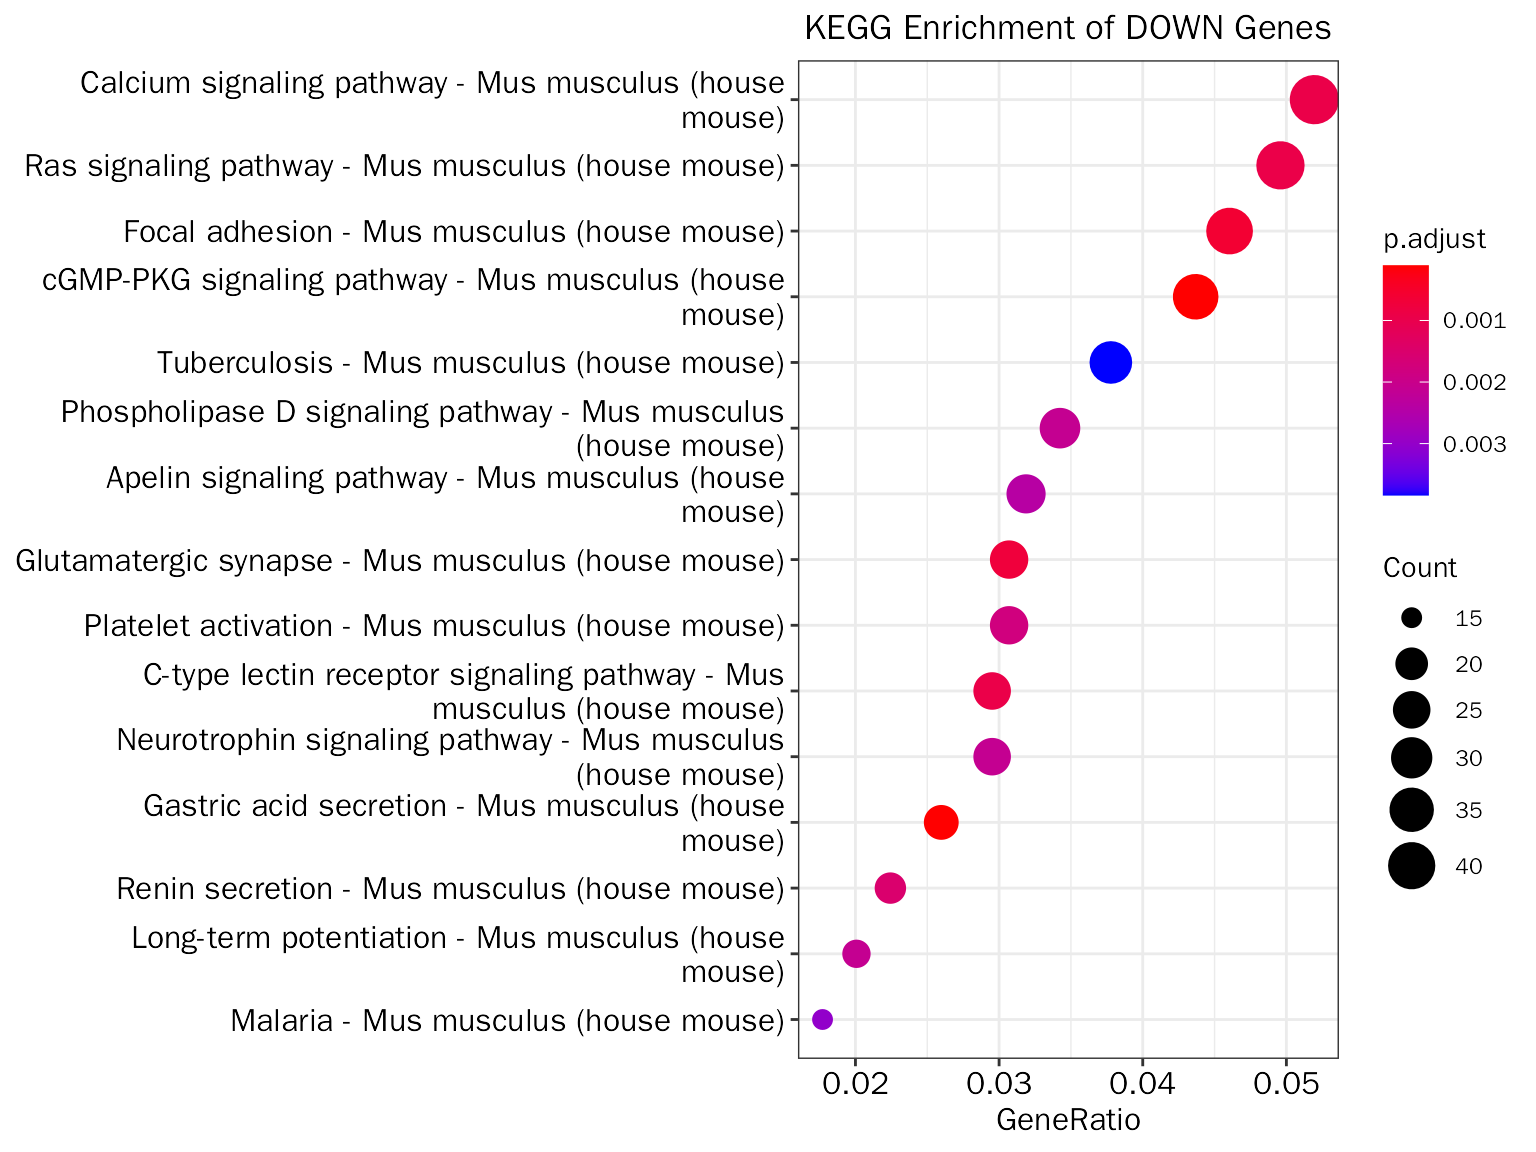 KEGG Enrichment of DOWN Genes
Calcium signaling pathway - Mus musculus (house
mouse)
Ras signaling pathway - Mus musculus (house mouse)
Focal adhesion - Mus musculus (house mouse)
cGMP-PKG signaling pathway - Mus musculus (house
mouse)
Tuberculosis - Mus musculus (house mouse)
Phospholipase D signaling pathway - Mus musculus
(house mouse)
Apelin signaling pathway - Mus musculus (house
mouse)
Glutamatergic synapse - Mus musculus (house mouse)
Platelet activation - Mus musculus (house mouse)
C-type lectin receptor signaling pathway - Mus
musculus (house mouse)
Neurotrophin signaling pathway - Mus musculus
(house mouse)
Gastric acid secretion - Mus musculus (house
mouse)
Renin secretion - Mus musculus (house mouse)
Long-term potentiation - Mus musculus (house
mouse)
Malaria - Mus musculus (house mouse)
0.02 0.03 0.04 0.05
GeneRatio
p.adjust
0.001
0.002
0.003
Count
15
20
25
30
35
40